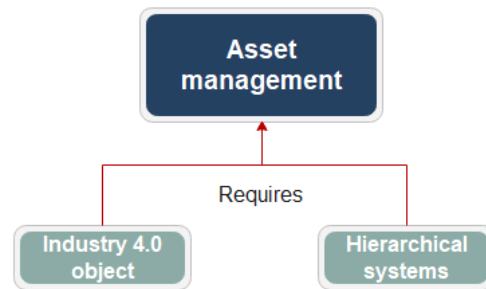 Asset
management
Requires
Industry 4.0
object
Hierarchical
systems